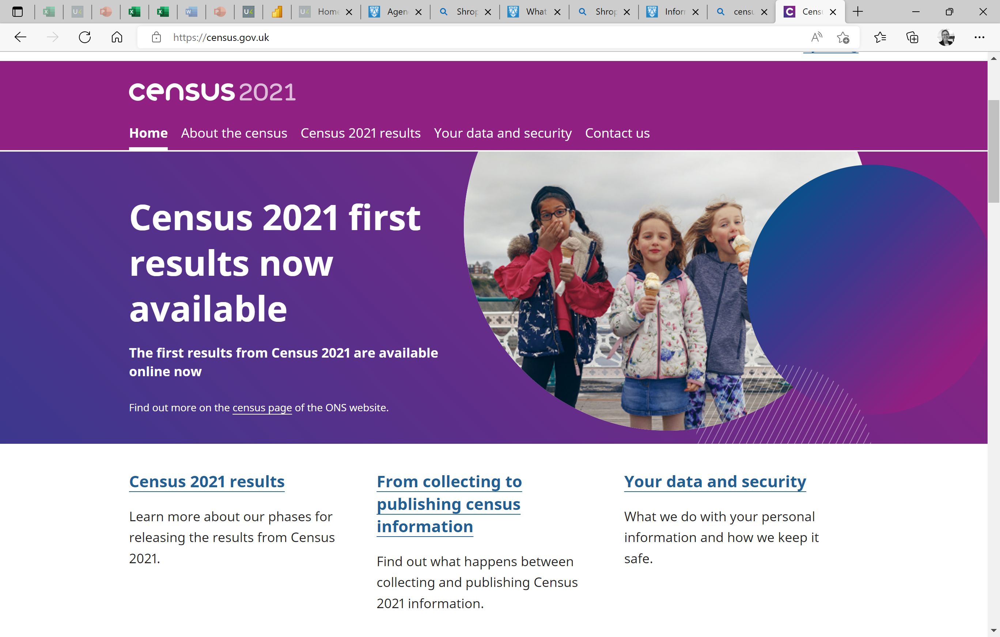 Home
Agen
Shrop
What
Shrop
Infor
censu
Censu
https://census.gov.uk
census 2021
Home About the census Census 2021 results Your data and security Contact us
Census 2021 first
results now
available
The first results from Census 2021 are available
online now
Find out more on the census page of the ONS website.
Census 2021 results
Learn more about our phases for
releasing the results from Census
2021.
From collecting to
publishing census
information
Find out what happens between
collecting and publishing Census
2021 information.
Your data and security
What we do with your personal
information and how we keep it
safe.